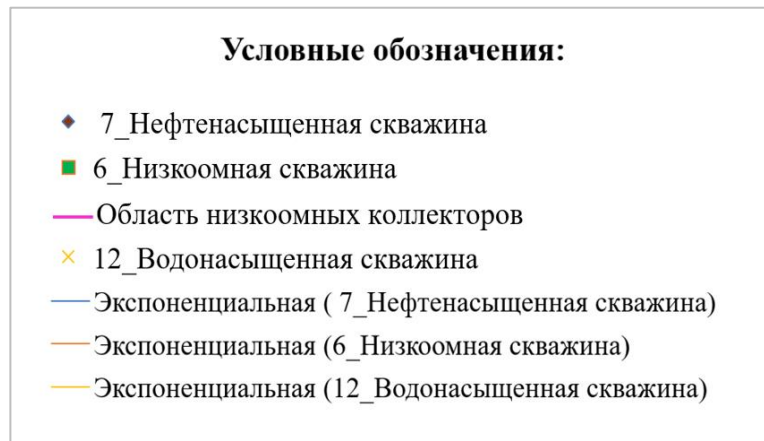 Условные обозначения:
7_Нефтенасыщенная скважина
6_Низкоомная скважина
Область низкоомных коллекторов
12_Водонасыщенная скважина
Экспоненциальная ( 7_Нефтенасыщенная скважина)
Экспоненциальная (6_Низкоомная скважина)
Экспоненциальная (12_Водонасыщенная скважина)